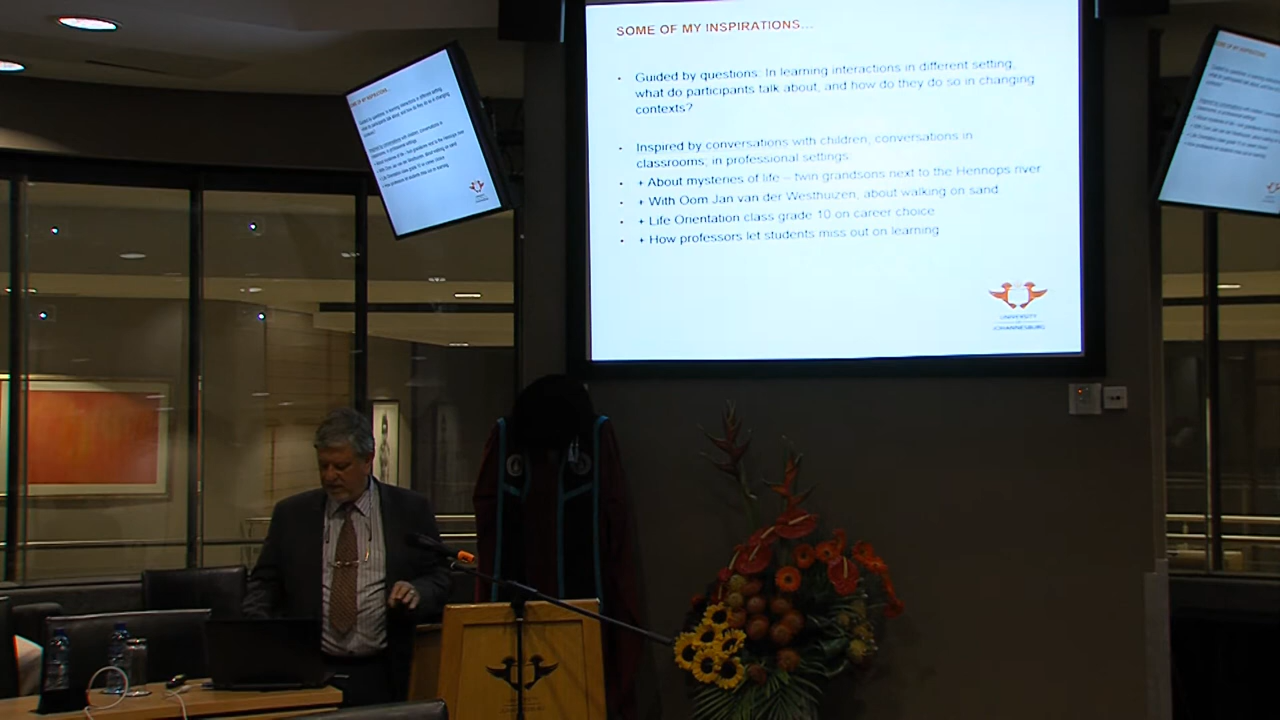 SOME OF MY INSPIRATIONS...
• Guided by questions: In learning interactions in different setting,
what do participants talk about, and how do they do so in changing
contexts?
• Inspired by conversations with children; conversations in
classrooms; in professional settings.
• + About mysteries of life – twin grandsons next to the Hennops river
• + With Oom Jan van der Westhuizen, about walking on sand
• + Life Orientation class grade 10 on career choice
• + How professors let students miss out on learning
UNIVERSITY
JOHANNESBURG